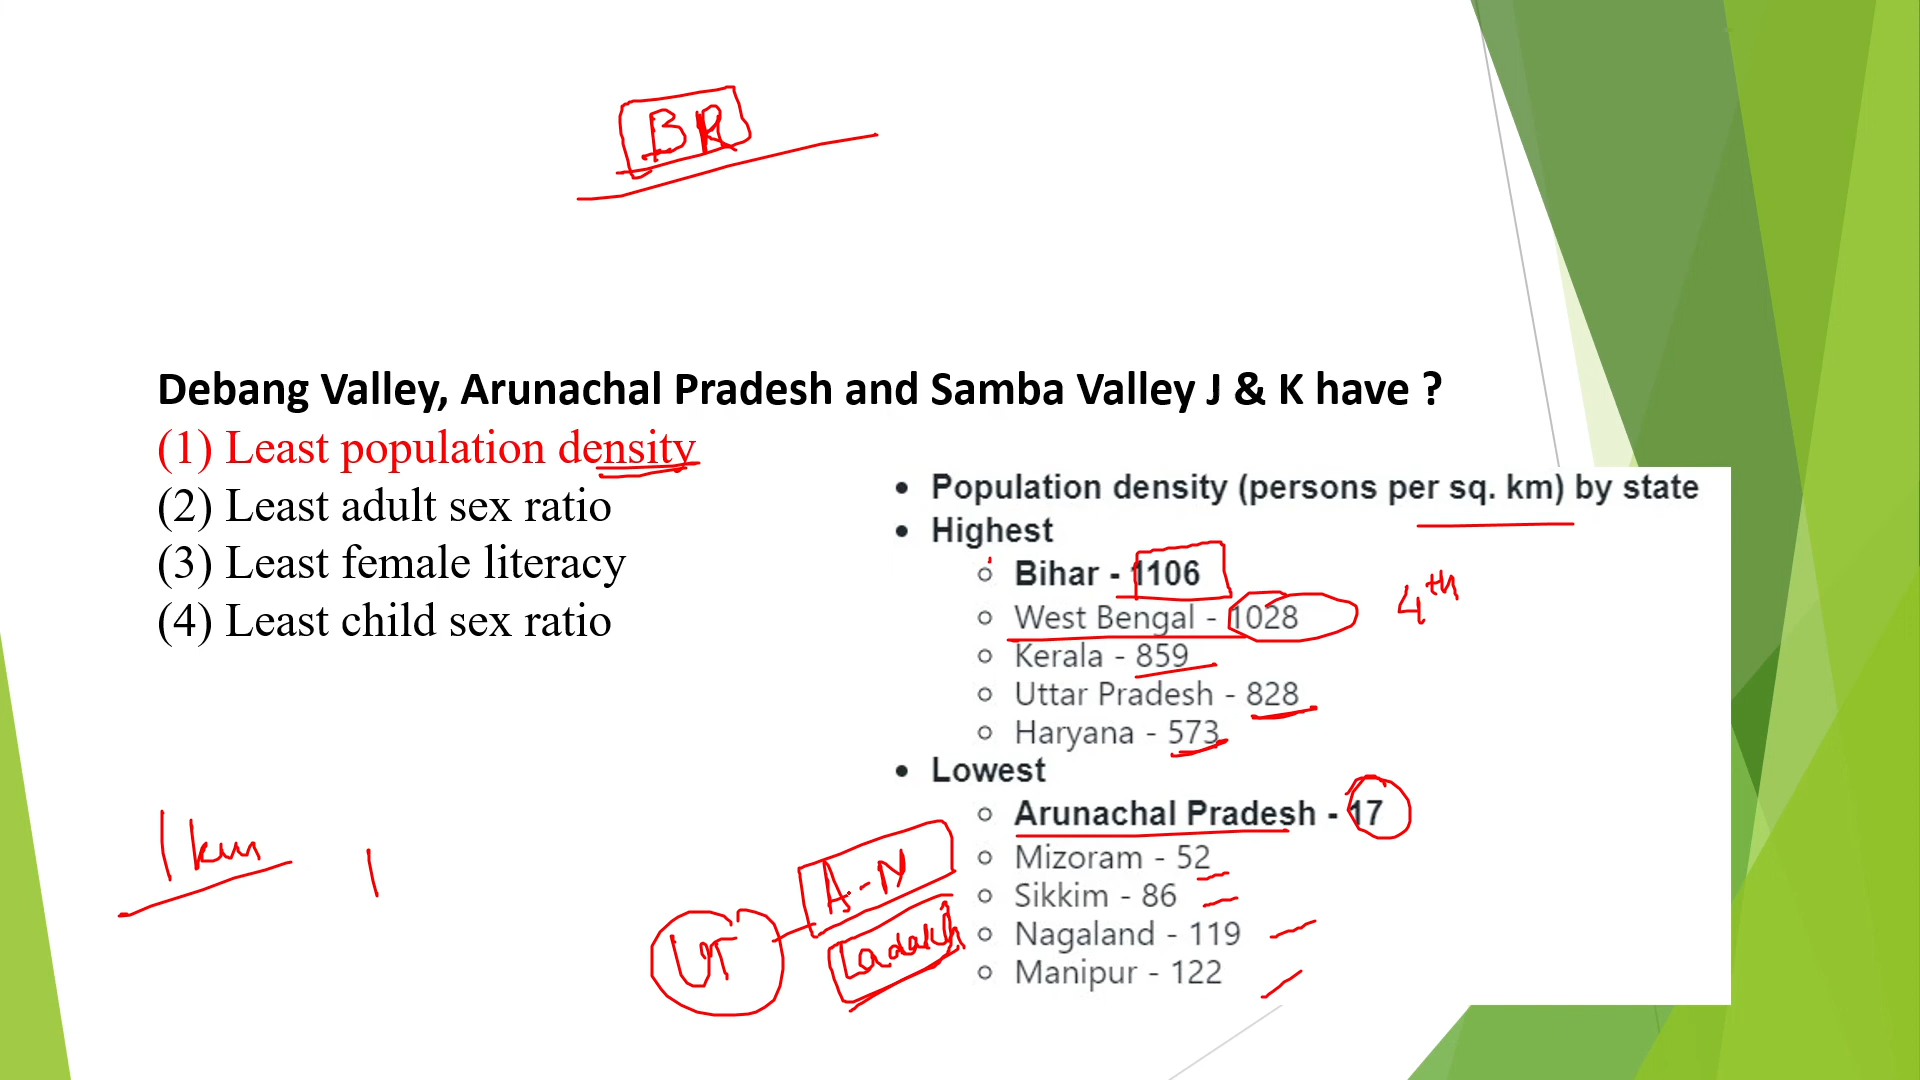 BR
Debang Valley, Arunachal Pradesh and Samba Valley J & K have ?
(1) Least population density
(2) Least adult sex ratio
(3) Least female literacy
(4) Least child sex ratio
• Population density (persons per sq. km) by state
• Highest
○ Bihar - 1106
○ West Bengal - 1028
4th
○ Kerala - 859
○ Uttar Pradesh - 828
○ Haryana - 573
• Lowest
○ Arunachal Pradesh - 17
○ Mizoram - 52
○ Sikkim - 86
○ Nagaland - 119
○ Manipur - 122
1 km 1
A-N
UT
Ladakh